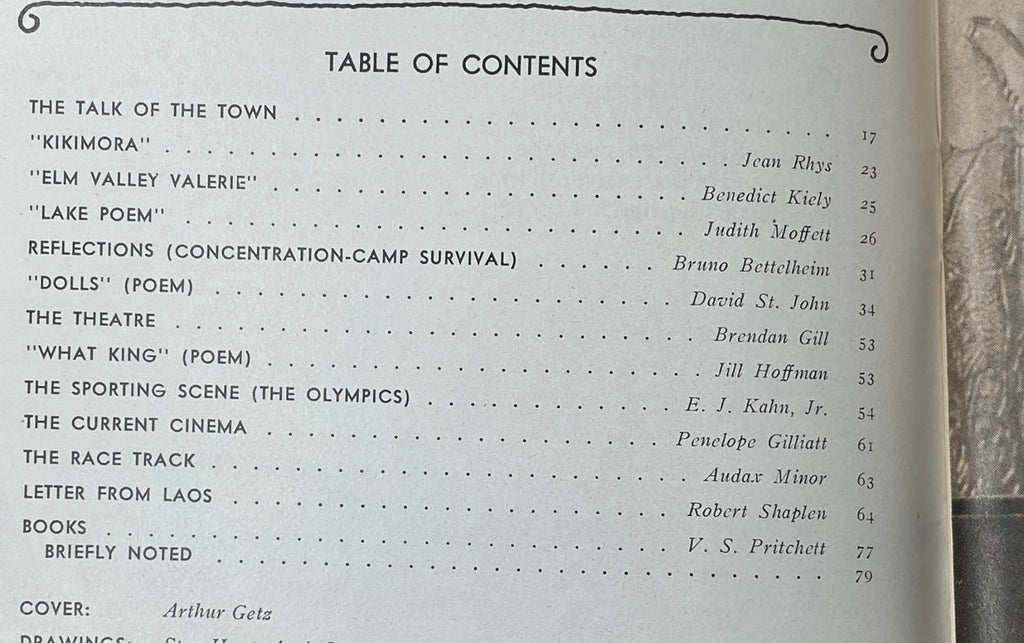 TABLE OF CONTENTS
THE TALK OF THE TOWN . . . . . . . . . . . . . . . . . . . . . . . . . . . . . 17
"KIKIMORA" . . . . . . . . . . . . . . . . . . . . . . . . . . . Jean Rhys 23
"ELM VALLEY VALERIE" . . . . . . . . . . . . . . . . . . . . Benedict Kiely 25
"LAKE POEM" . . . . . . . . . . . . . . . . . . . . . . . . Judith Moffett 26
REFLECTIONS (CONCENTRATION-CAMP SURVIVAL) . . . . . . Bruno Bettelheim 31
"DOLLS" (POEM) . . . . . . . . . . . . . . . . . . . . . . David St. John 34
THE THEATRE . . . . . . . . . . . . . . . . . . . . . . . . Brendan Gill 53
"WHAT KING" (POEM) . . . . . . . . . . . . . . . . . . . . . Jill Hoffman 53
THE SPORTING SCENE (THE OLYMPICS) . . . . . . . . . . . . E. J. Kahn, Jr. 54
THE CURRENT CINEMA . . . . . . . . . . . . . . . . . . . Penelope Gilliatt 61
THE RACE TRACK . . . . . . . . . . . . . . . . . . . . . . . Audax Minor 63
LETTER FROM LAOS . . . . . . . . . . . . . . . . . . . . . Robert Shaplen 64
BOOKS . . . . . . . . . . . . . . . . . . . . . . . . . . V. S. Pritchett 77
BRIEFLY NOTED . . . . . . . . . . . . . . . . . . . . . . . . . . . . 79
COVER: Arthur Getz
DRAWINGS: